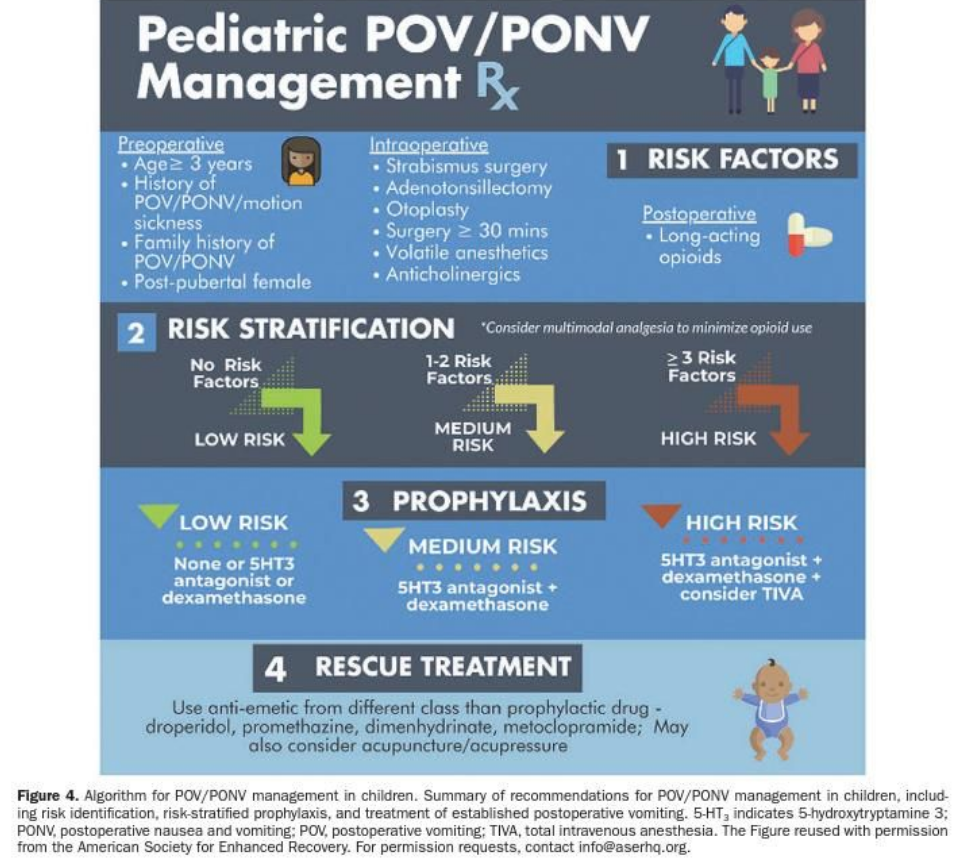 Pediatric POV/PONV
Management Rx
Preoperative
• Age≥ 3 years
• History of
POV/PONV/motion
sickness
• Family history of
POV/PONV
• Post-pubertal female
Intraoperative
• Strabismus surgery
• Adenotonsillectomy
• Otoplasty
• Surgery ≥ 30 mins
• Volatile anesthetics
• Anticholinergics
1 RISK FACTORS
Postoperative
• Long-acting
opioids
2 RISK STRATIFICATION
*Consider multimodal analgesia to minimize opioid use
No Risk
Factors
LOW RISK
1-2 Risk
Factors
MEDIUM
RISK
≥ 3 Risk
Factors
HIGH RISK
3 PROPHYLAXIS
LOW RISK
None or 5HT3
antagonist or
dexamethasone
MEDIUM RISK
5HT3 antagonist +
dexamethasone
HIGH RISK
5HT3 antagonist +
dexamethasone +
consider TIVA
4 RESCUE TREATMENT
Use anti-emetic from different class than prophylactic drug -
droperidol, promethazine, dimenhydrinate, metoclopramide; May
also consider acupuncture/acupressure
Figure 4. Algorithm for POV/PONV management in children. Summary of recommendations for POV/PONV management in children, includ-
ing risk identification, risk-stratified prophylaxis, and treatment of established postoperative vomiting. 5-HT₃ indicates 5-hydroxytryptamine 3;
PONV, postoperative nausea and vomiting; POV, postoperative vomiting; TIVA, total intravenous anesthesia. The Figure reused with permission
from the American Society for Enhanced Recovery. For permission requests, contact info@aserhq.org.